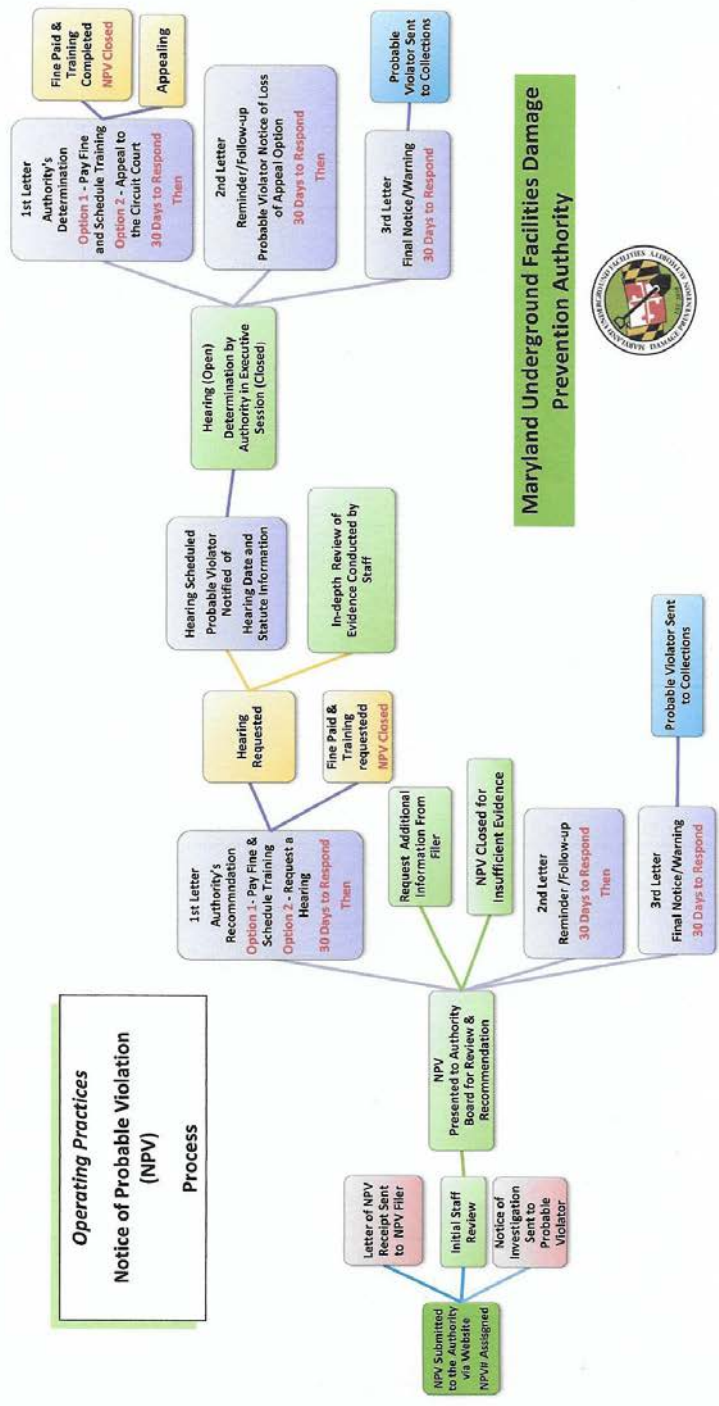 Operating Practices
Notice of Probable Violation
(NPV)
Process
NPV Submitted
to the Authority
via Website
NPV# Assisgned
Letter of NPV
Receipt Sent
to NPV Filer
Initial Staff
Review
Notice of
Investigation
Sent to
Probable
Violator
NPV
Presented to Authority
Board for Review &
Recommendation
1st Letter
Authority's
Recommndation
Option 1- Pay Fine &
Schedule Training
Option 2 - Request a
Hearing
30 Days to Respond
Then
Request Additional
Information From
Filer
NPV Closed for
Insufficient Evidence
2nd Letter
Reminder /Follow-up
30 Days to Respond
Then
3rd Letter
Final Notice/Warning
30 Days to Respond
Probable Violator Sent
to Collections
Hearing
Requested
Fine Paid &
Training
requestedd
NPV Closed
Hearing Scheduled
Probable Violator
Notified of
Hearing Date and
Statute Information
In-depth Review of
Evidence Conducted by
Staff
Hearing (Open)
Determination by
Authority in Executive
Session (Closed)
1st Letter
Authority's
Determination
Option 1 - Pay Fine
and Schedule Training
Option 2 - Appeal to
the Circuit Court
30 Days to Respond
Then
Fine Paid &
Training
Completed
NPV Closed
Appealing
2nd Letter
Reminder/Follow-up
Probable Violator Notice of Loss
of Appeal Option
30 Days to Respond
Then
3rd Letter
Final Notice/Warning
30 Days to Respond
Probable
Violator Sent
to Collections
Maryland Underground Facilities Damage
Prevention Authority
MARYLAND UNDERGROUND FACILITIES
DAMAGE PREVENTION AUTHORITY